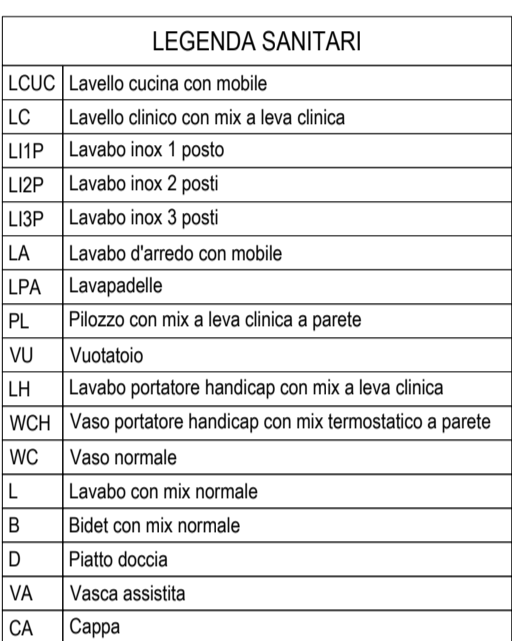 LEGENDA SANITARI
LCUC Lavello cucina con mobile
LC Lavello clinico con mix a leva clinica
LI1P Lavabo inox 1 posto
LI2P Lavabo inox 2 posti
LI3P Lavabo inox 3 posti
LA Lavabo d'arredo con mobile
LPA Lavapadelle
PL Pilozzo con mix a leva clinica a parete
VU Vuotatoio
LH Lavabo portatore handicap con mix a leva clinica
WCH Vaso portatore handicap con mix termostatico a parete
WC Vaso normale
L Lavabo con mix normale
B Bidet con mix normale
D Piatto doccia
VA Vasca assistita
CA Cappa